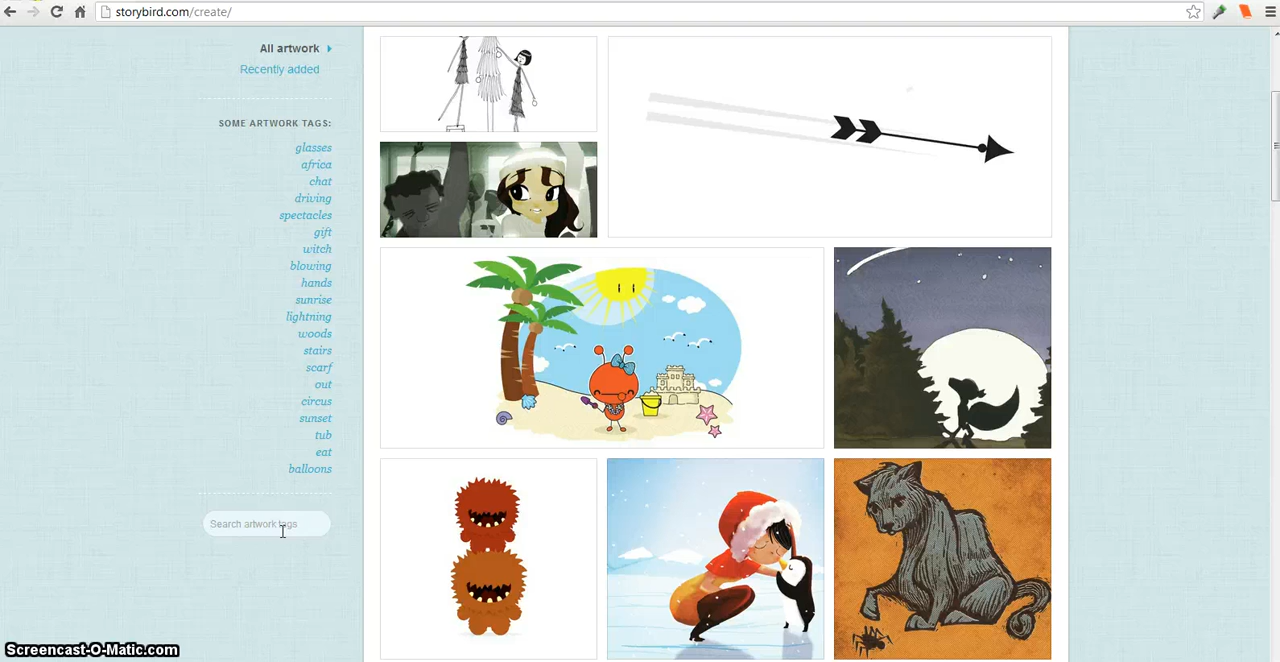 storybird.com/create/
All artwork
Recently added
SOME ARTWORK TAGS:
glasses
africa
chat
driving
spectacles
gift
witch
blowing
hands
sunrise
lightning
woods
stairs
scarf
out
circus
sunset
tub
eat
balloons
Search artwork tags
Screencast-O-Matic.com